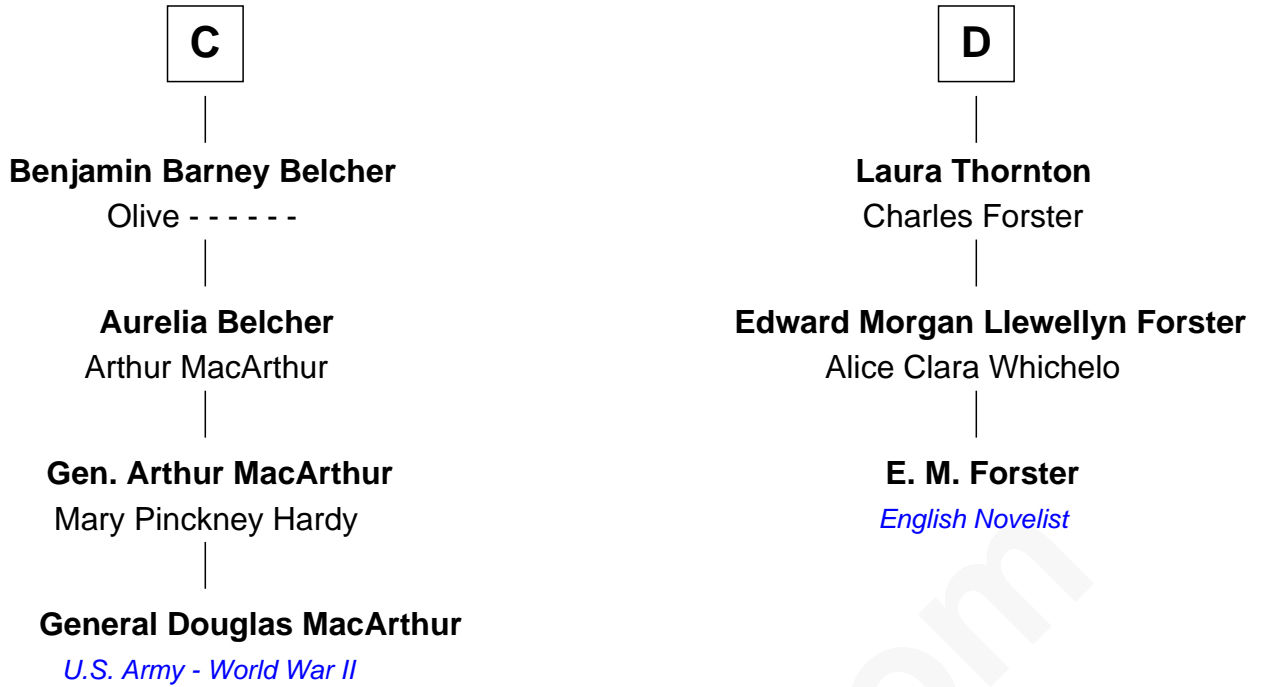 C
Benjamin Barney Belcher
Olive - - - - - -
Aurelia Belcher
Arthur MacArthur
Gen. Arthur MacArthur
Mary Pinckney Hardy
General Douglas MacArthur
U.S. Army - World War II
D
Laura Thornton
Charles Forster
Edward Morgan Llewellyn Forster
Alice Clara Whichelo
E. M. Forster
English Novelist
om